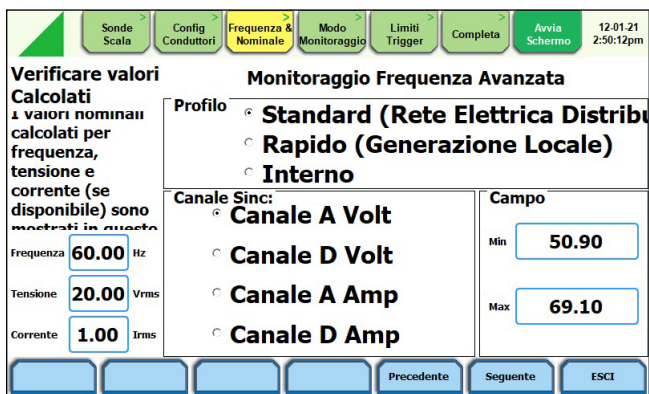 Sonde Scala
Config Conduttori
Frequenza & Nominale
Modo Monitoraggio
Limiti Trigger
Completa
Avvia Schermo
12-01-21
2:50:12pm
Verificare valori
Calcolati
I valori nominali
calcolati per
frequenza,
tensione e
corrente (se
disponibile) sono
mostrati in questo
Frequenza 60.00 Hz
Tensione 20.00 Vrms
Corrente 1.00 Irms
Monitoraggio Frequenza Avanzata
Profilo
Standard (Rete Elettrica Distribu
Rapido (Generazione Locale)
Interno
Canale Sinc:
Canale A Volt
Canale D Volt
Canale A Amp
Canale D Amp
Campo
Min 50.90
Max 69.10
Precedente
Seguente
ESCI